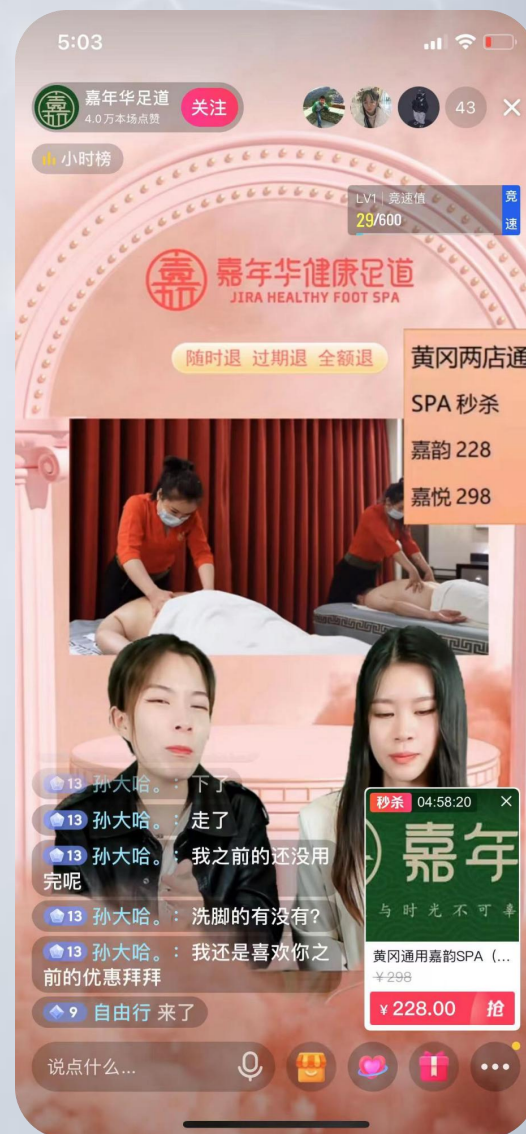 5:03
嘉年华足道
4.0万本场点赞
关注
43
小时榜
LV1 | 竞速值
29/600
竞速
嘉年华健康足道
JIRA HEALTHY FOOT SPA
随时退 过期退 全额退
黄冈两店通
SPA 秒杀
嘉韵 228
嘉悦 298
13 孙大哈。：下了
13 孙大哈。：走了
13 孙大哈。：我之前的还没用
完呢
13 孙大哈。：洗脚的有没有?
13 孙大哈。：我还是喜欢你之
前的优惠拜拜
9 自由行 来了
秒杀 04:58:20
嘉年
与时光不可辜
黄冈通用嘉韵SPA（...
¥298
¥228.00 抢
说点什么...